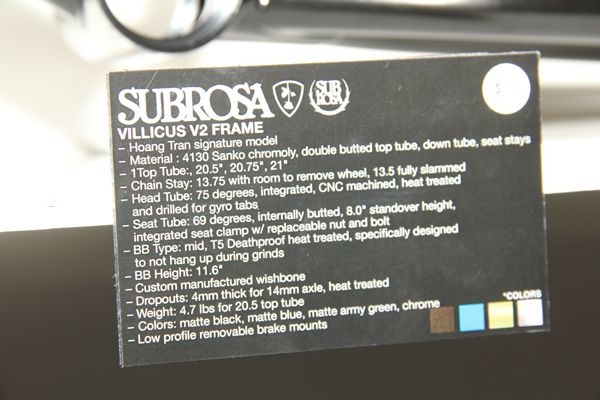 SUBROSA SUB ROSA
VILLICUS V2 FRAME
– Hoang Tran signature model
– Material : 4130 Sanko chromoly, double butted top tube, down tube, seat stays
– 1Top Tube:, 20.5", 20.75", 21"
– Chain Stay: 13.75 with room to remove wheel, 13.5 fully slammed
– Head Tube: 75 degrees, integrated, CNC machined, heat treated
and drilled for gyro tabs
– Seat Tube: 69 degrees, internally butted, 8.0" standover height,
integrated seat clamp w/ replaceable nut and bolt
– BB Type: mid, T5 Deathproof heat treated, specifically designed
to not hang up during grinds
– BB Height: 11.6"
– Custom manufactured wishbone
– Dropouts: 4mm thick for 14mm axle, heat treated
– Weight: 4.7 lbs for 20.5 top tube
– Colors: matte black, matte blue, matte army green, chrome
– Low profile removable brake mounts
*COLORS